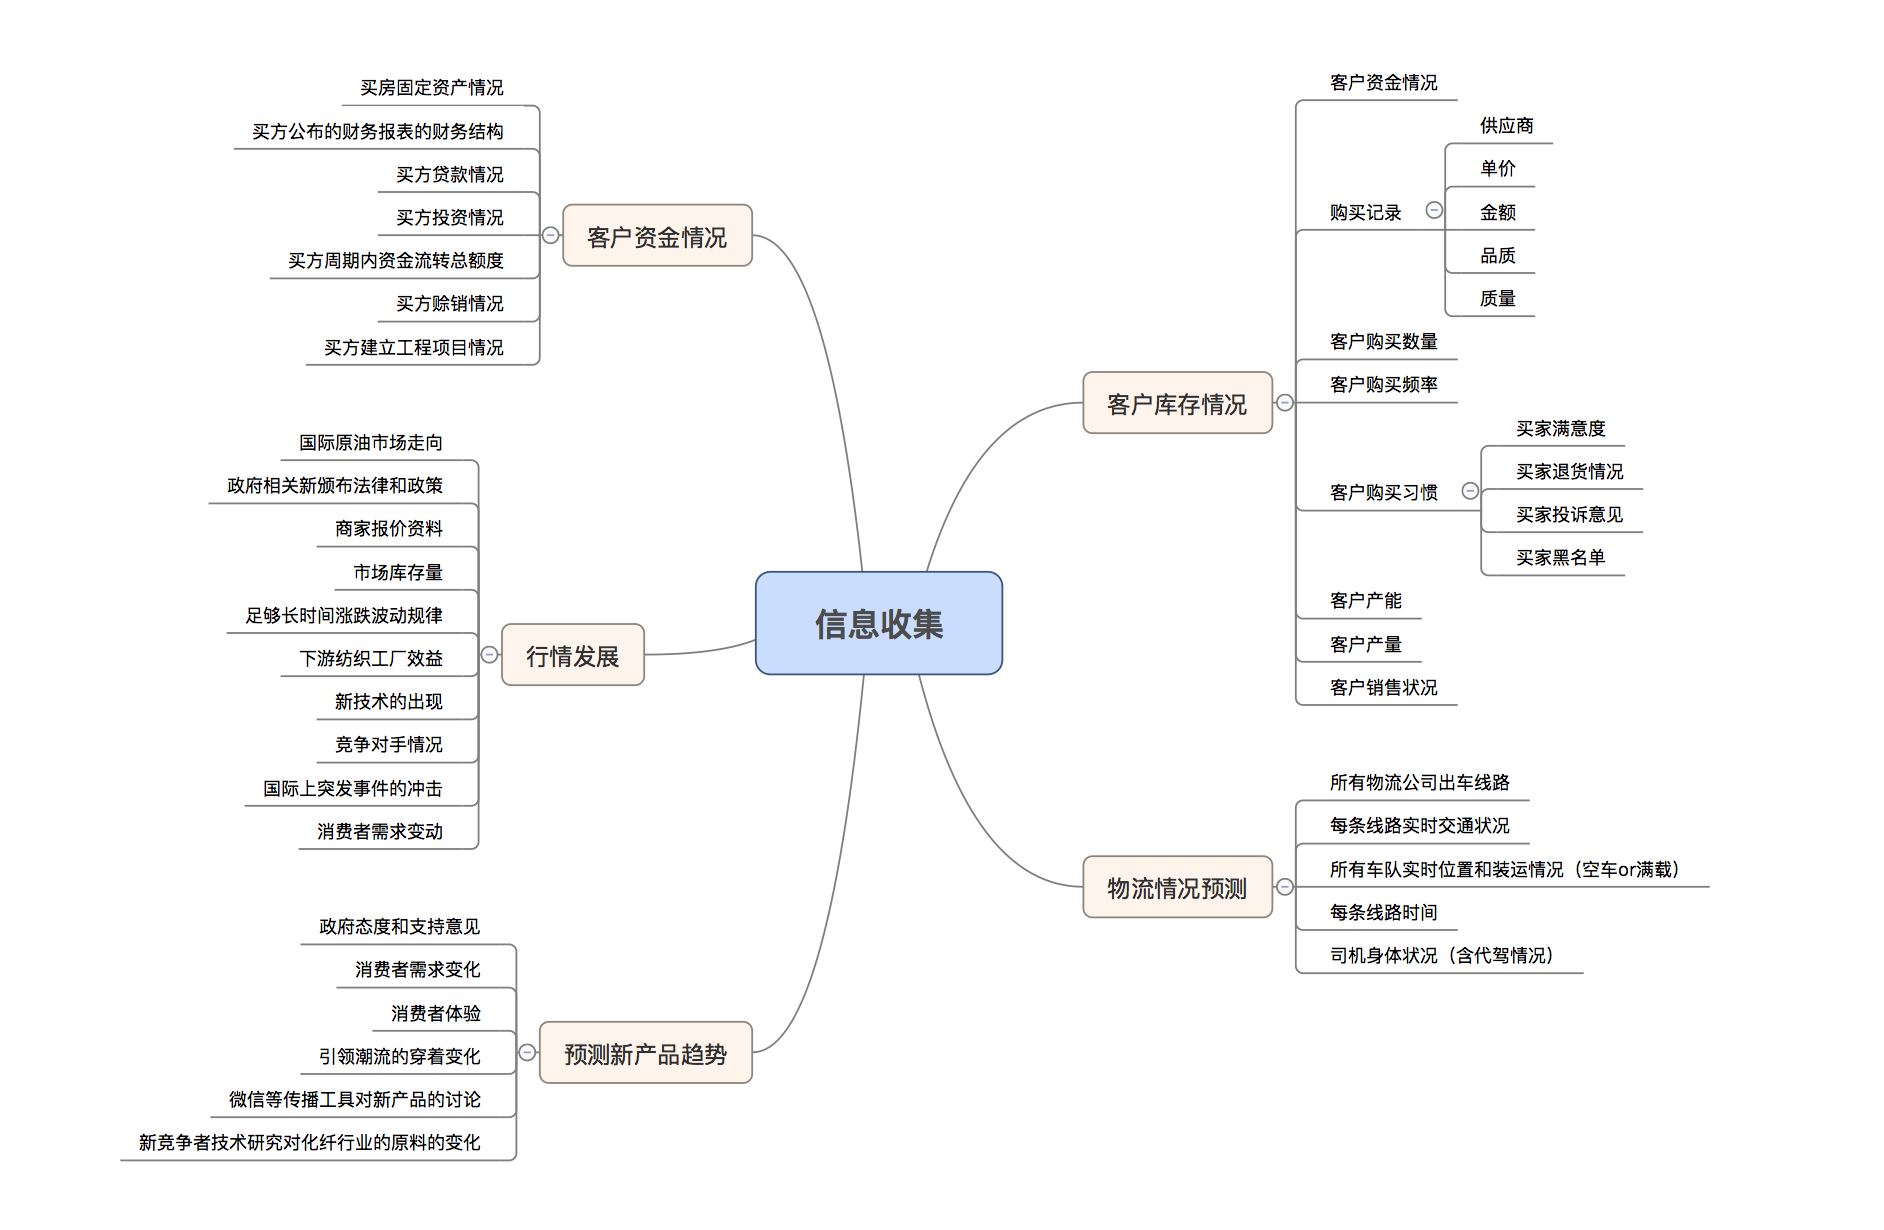 信息收集
客户资金情况
买房固定资产情况
买方公布的财务报表的财务结构
买方贷款情况
买方投资情况
买方周期内资金流转总额度
买方赊销情况
买方建立工程项目情况
行情发展
国际原油市场走向
政府相关新颁布法律和政策
商家报价资料
市场库存量
足够长时间涨跌波动规律
下游纺织工厂效益
新技术的出现
竞争对手情况
国际上突发事件的冲击
消费者需求变动
预测新产品趋势
政府态度和支持意见
消费者需求变化
消费者体验
引领潮流的穿着变化
微信等传播工具对新产品的讨论
新竞争者技术研究对化纤行业的原料的变化
客户库存情况
客户资金情况
购买记录
供应商
单价
金额
品质
质量
客户购买数量
客户购买频率
客户购买习惯
买家满意度
买家退货情况
买家投诉意见
买家黑名单
客户产能
客户产量
客户销售状况
物流情况预测
所有物流公司出车线路
每条线路实时交通状况
所有车队实时位置和装运情况（空车or满载）
每条线路时间
司机身体状况（含代驾情况）